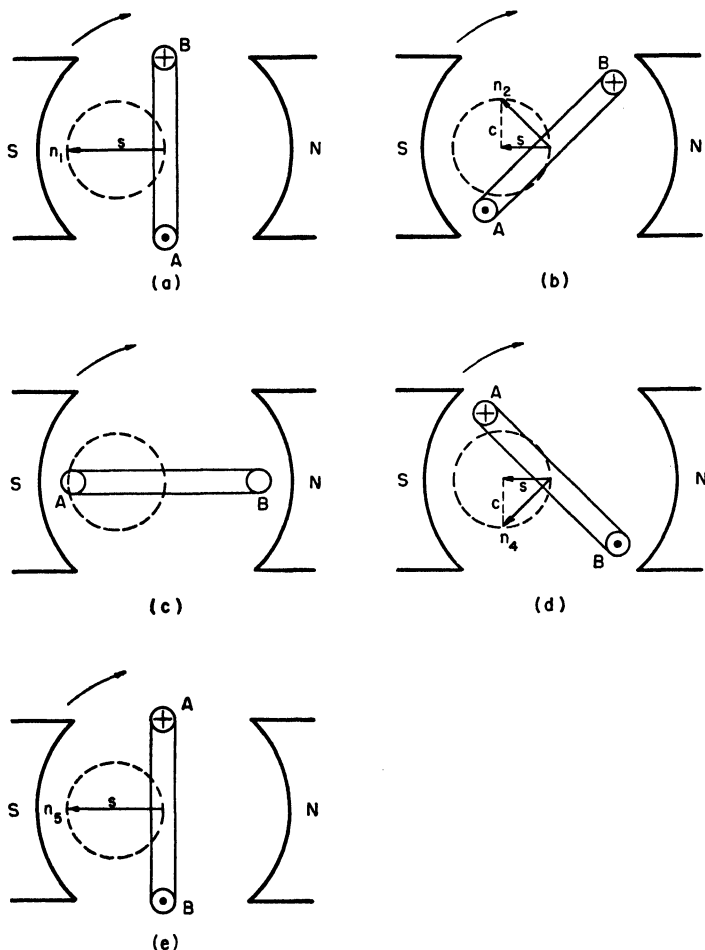 B
S n₁ s N
A
(a)
B
n₂
S c s N
A
(b)
S A B N
(c)
A
S s N
c
n₄
B
(d)
A
S n₅ s N
B
(e)